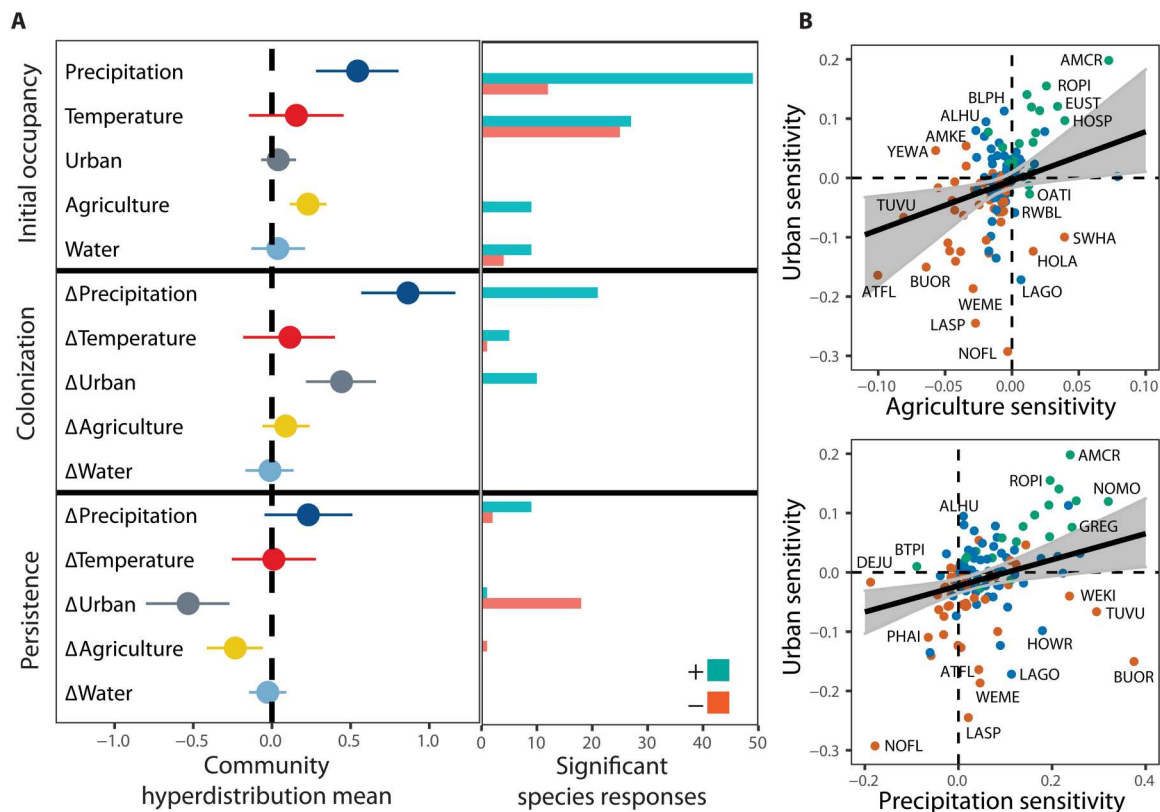 A
Initial occupancy
Precipitation
Temperature
Urban
Agriculture
Water
Colonization
ΔPrecipitation
ΔTemperature
ΔUrban
ΔAgriculture
ΔWater
Persistence
ΔPrecipitation
ΔTemperature
ΔUrban
ΔAgriculture
ΔWater
−1.0 0.0 0.5 1.0
Community
hyperdistribution mean
+
−
0 10 20 30 40 50
Significant
species responses
B
Urban sensitivity
0.2
0.1
0.0
−0.1
−0.2
−0.3
AMCR
ROPI
BLPH
EUST
ALHU
HOSP
AMKE
YEWA
OATI
TUVU
RWBL
SWHA
HOLA
BUOR
ATFL
LAGO
WEME
LASP
NOFL
−0.10 −0.05 0.00 0.05 0.10
Agriculture sensitivity
Urban sensitivity
0.2
0.1
0.0
−0.1
−0.2
−0.3
AMCR
ROPI
NOMO
ALHU
GREG
BTPI
DEJU
WEKI
TUVU
PHAI
HOWR
ATFL
LAGO
BUOR
WEME
LASP
NOFL
−0.2 0.0 0.2 0.4
Precipitation sensitivity